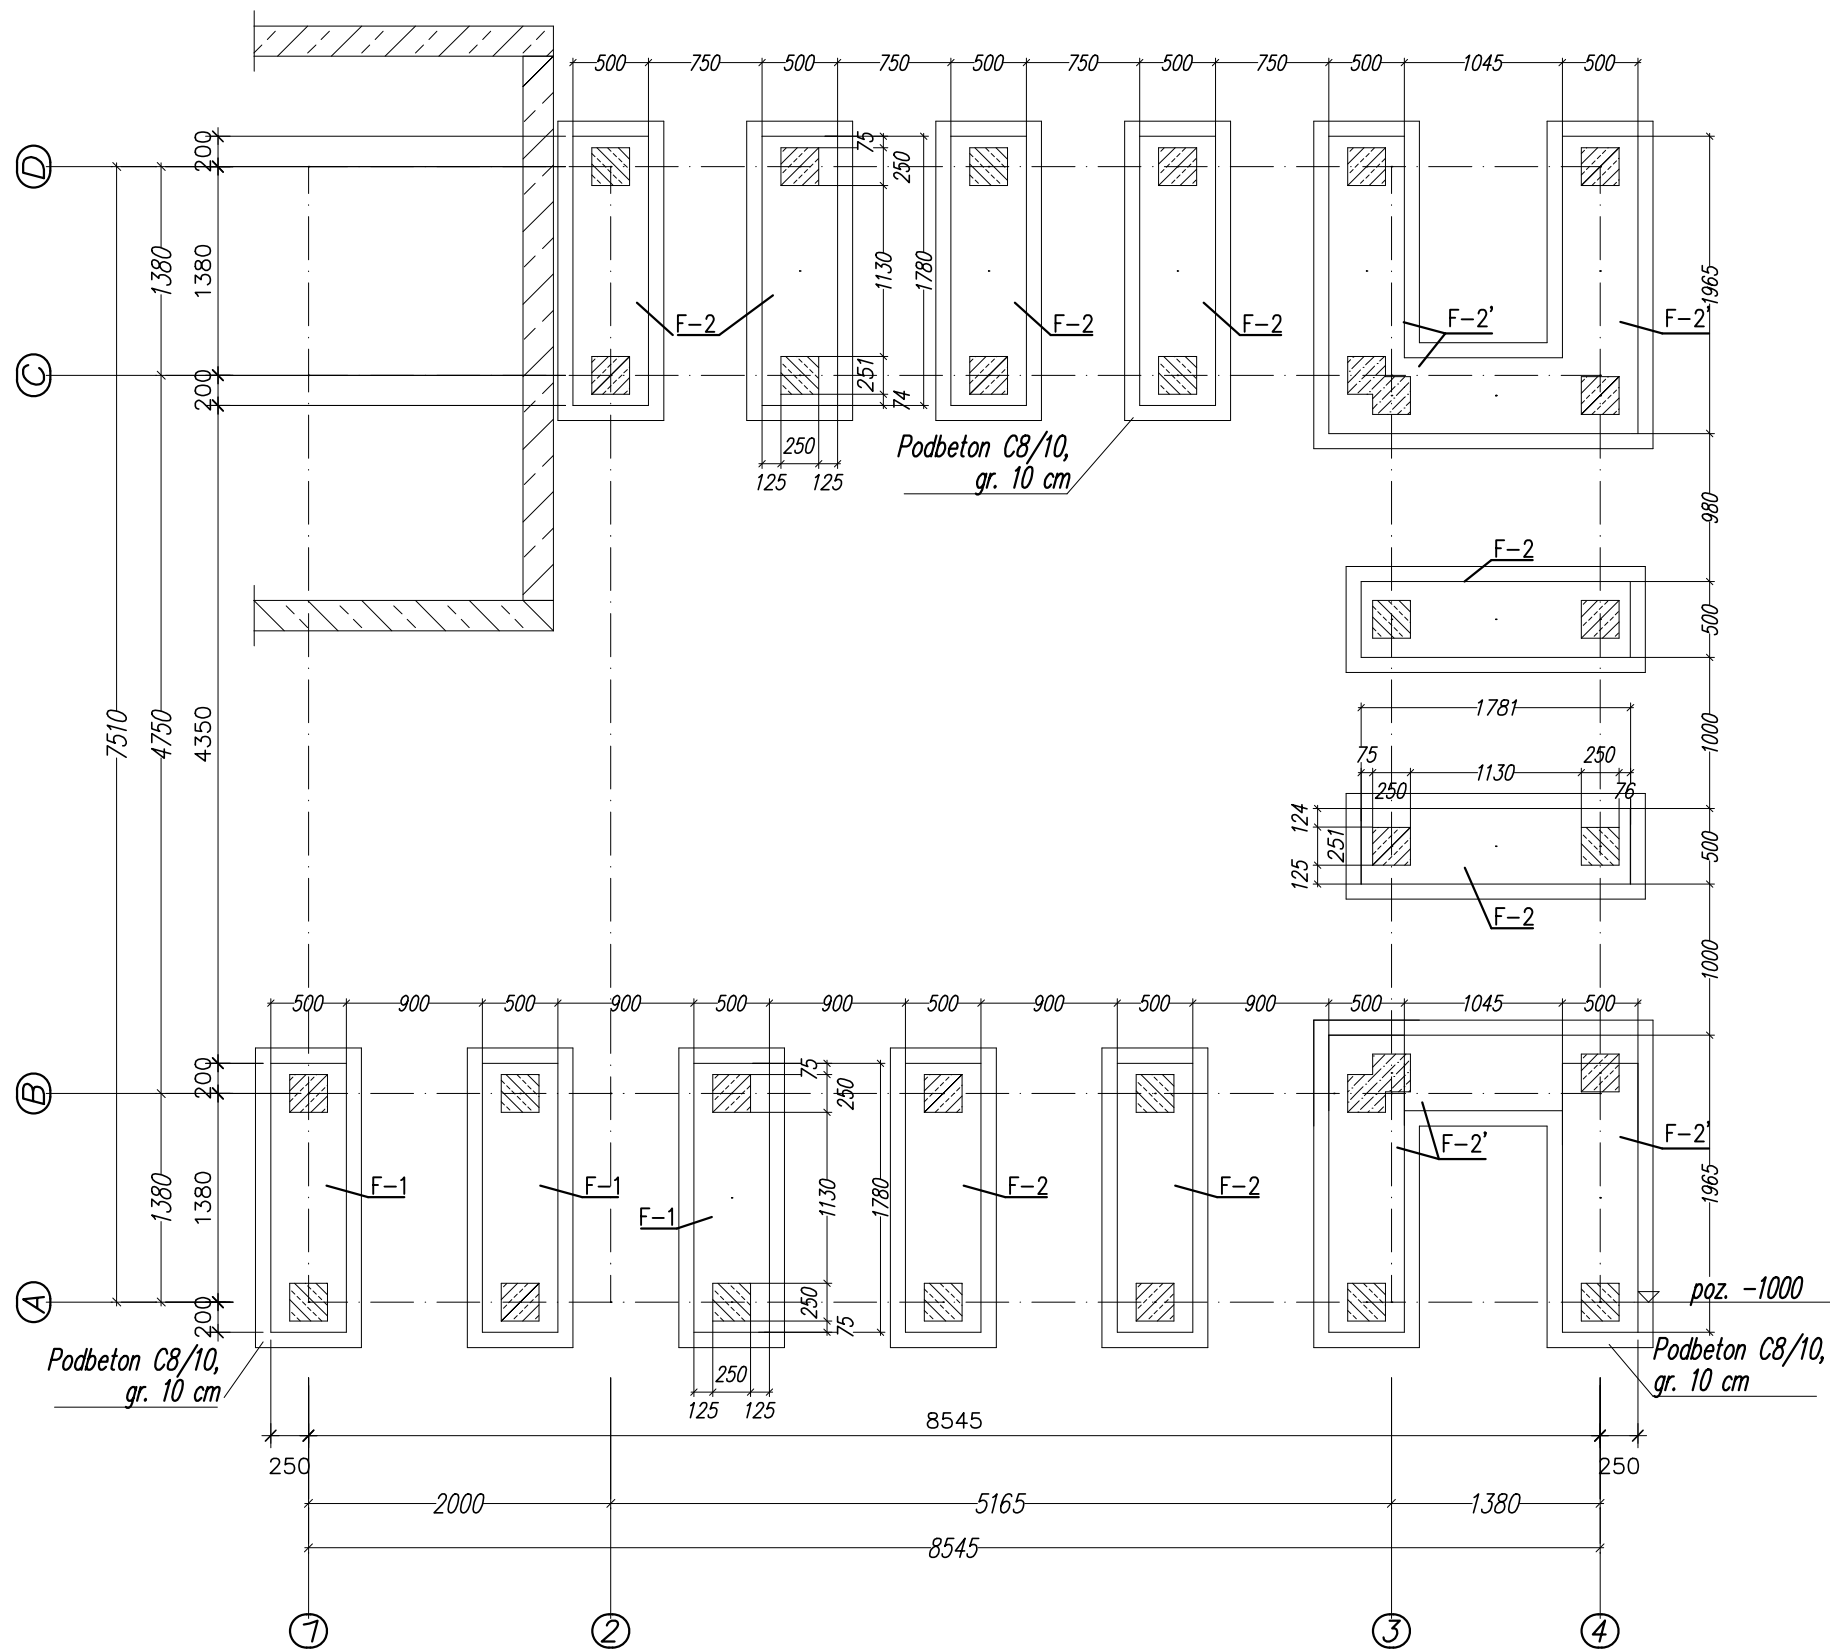 500 750 500 750 500 750 500 750 500 1045 500
D
200
75
250
1380
1380
1130
1780
1965
F-2
F-2
F-2
F-2'
F-2'
C
200
251
74
250
125 125
Podbeton C8/10,
gr. 10 cm
980
F-2
500
7510
4750
4350
1781
1000
75 250
250 1130 76
124
251
125
500
F-2
1000
500 900 500 900 500 900 500 900 500 900 500 1045 500
B
200
75
250
F-2'
F-2'
1380
1380
F-1
F-1
F-1
1130
1780
F-2
F-2
1965
A
200
250
75
poz. -1000
Podbeton C8/10,
gr. 10 cm
250
125 125
Podbeton C8/10,
gr. 10 cm
8545
250 250
2000 5165 1380
8545
1 2 3 4